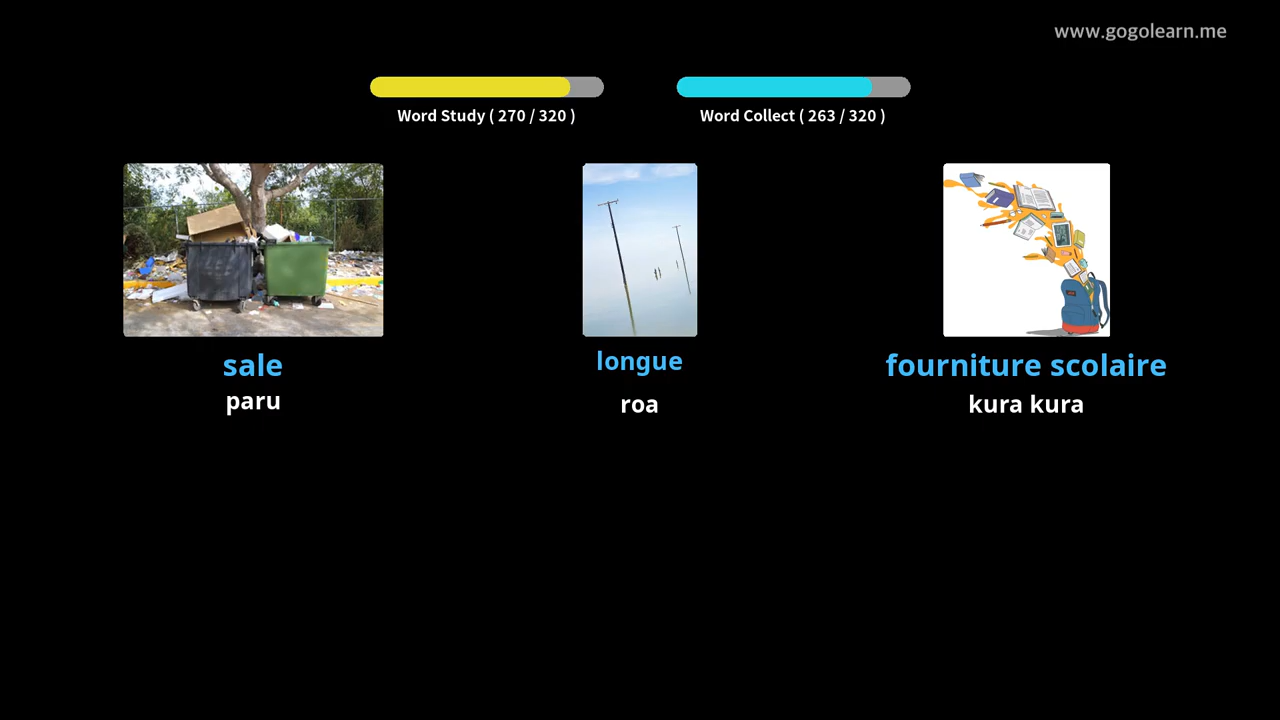 www.gogolearn.me
Word Study ( 270 / 320 )
Word Collect ( 263 / 320 )
sale
paru
longue
roa
fourniture scolaire
kura kura